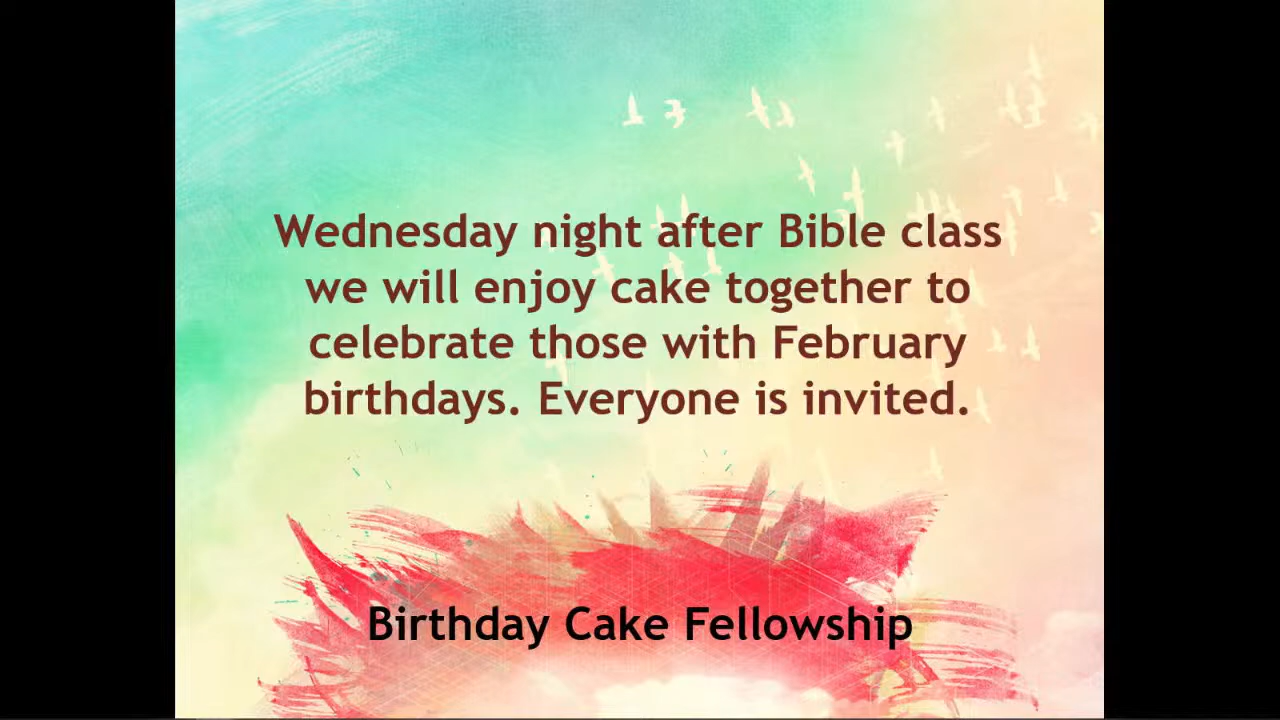 Wednesday night after Bible class
we will enjoy cake together to
celebrate those with February
birthdays. Everyone is invited.
Birthday Cake Fellowship